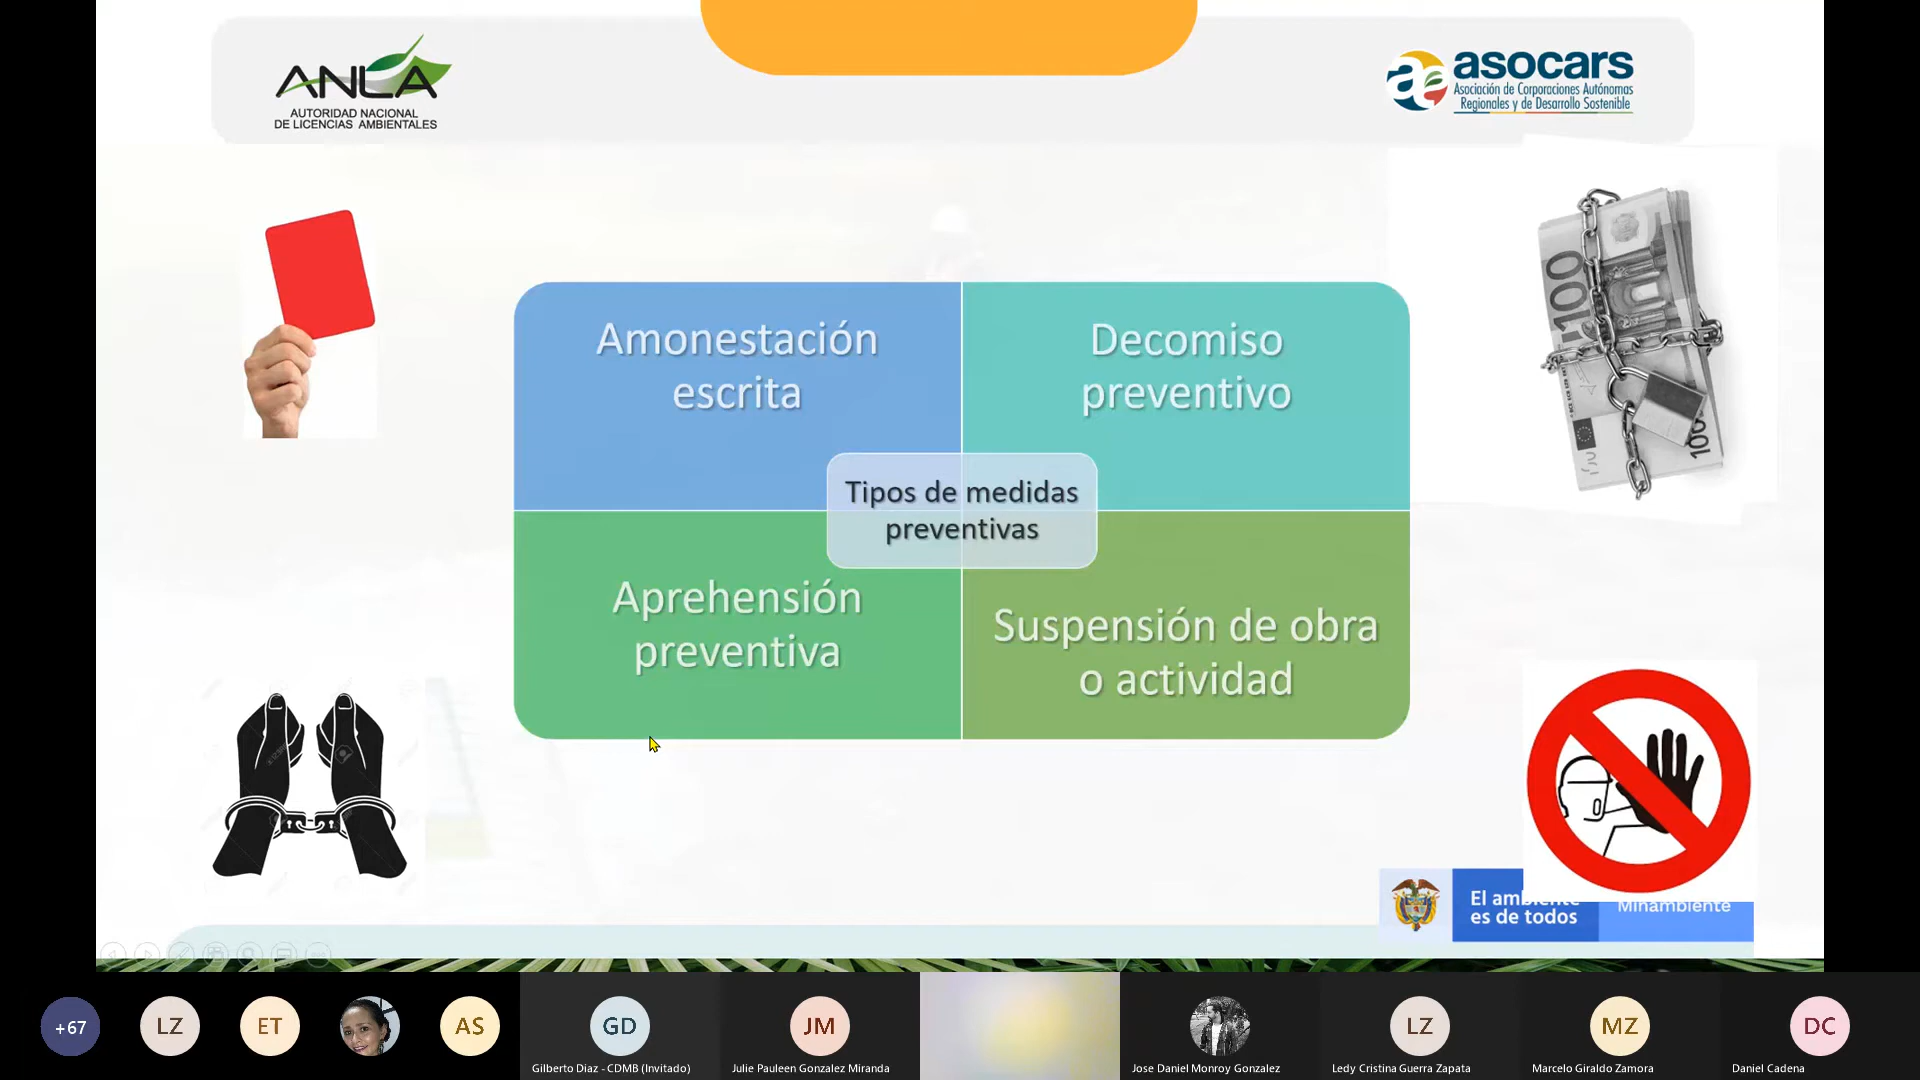 ANLA
AUTORIDAD NACIONAL
DE LICENCIAS AMBIENTALES
asocars
Asociación de Corporaciones Autónomas
Regionales y de Desarrollo Sostenible
Amonestación
escrita
Decomiso
preventivo
Tipos de medidas
preventivas
Aprehensión
preventiva
Suspensión de obra
o actividad
100
100
El ambiente
es de todos
Minambiente
+67
LZ
ET
AS
GD
Gilberto Diaz - CDMB (Invitado)
JM
Julie Pauleen Gonzalez Miranda
Jose Daniel Monroy Gonzalez
LZ
Ledy Cristina Guerra Zapata
MZ
Marcelo Giraldo Zamora
DC
Daniel Cadena